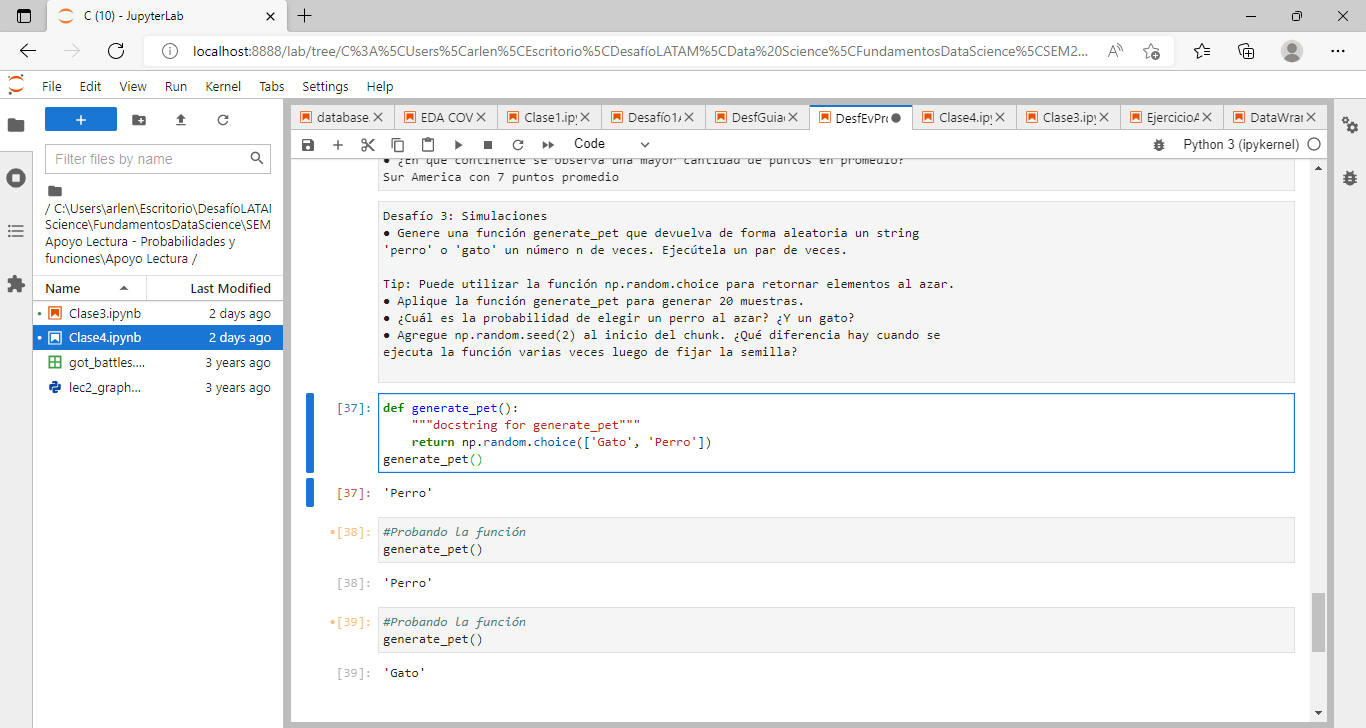 C (10) - JupyterLab
localhost:8888/lab/tree/C%3A%5CUsers%5Carlen%5CEscritorio%5CDesafíoLATAM%5CData%20Science%5CFundamentosDataScience%5CSEM2...
File Edit View Run Kernel Tabs Settings Help
database EDA COV Clase1.ipy Desafío1/ DesfGuia DesfEvPro Clase4.ipy Clase3.ipy EjercicioA DataWrar
Code Python 3 (ipykernel)
Filter files by name
/ C:\Users\arlen\Escritorio\DesafíoLATAM
Science\FundamentosDataScience\SEM
Apoyo Lectura - Probabilidades y
funciones\Apoyo Lectura /
Name Last Modified
Clase3.ipynb 2 days ago
Clase4.ipynb 2 days ago
got_battles.... 3 years ago
lec2_graph... 3 years ago
● ¿En qué continente se observa una mayor cantidad de puntos en promedio?
Sur America con 7 puntos promedio
Desafío 3: Simulaciones
● Genere una función generate_pet que devuelva de forma aleatoria un string
'perro' o 'gato' un número n de veces. Ejecútela un par de veces.
Tip: Puede utilizar la función np.random.choice para retornar elementos al azar.
● Aplique la función generate_pet para generar 20 muestras.
● ¿Cuál es la probabilidad de elegir un perro al azar? ¿Y un gato?
● Agregue np.random.seed(2) al inicio del chunk. ¿Qué diferencia hay cuando se
ejecuta la función varias veces luego de fijar la semilla?
[37]: def generate_pet():
"""docstring for generate_pet"""
return np.random.choice(['Gato', 'Perro'])
generate_pet()
[37]: 'Perro'
•[38]: #Probando la función
generate_pet()
[38]: 'Perro'
•[39]: #Probando la función
generate_pet()
[39]: 'Gato'